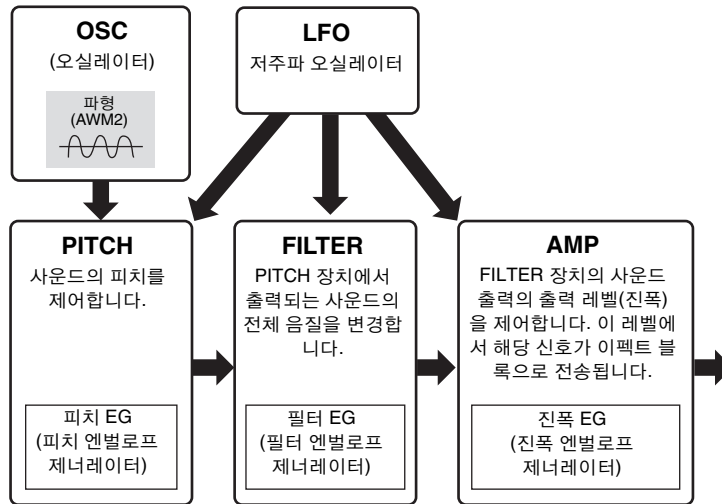 OSC
(오실레이터)
파형
(AWM2)
LFO
저주파 오실레이터
PITCH
사운드의 피치를
제어합니다.
피치 EG
(피치 엔벌로프
제너레이터)
FILTER
PITCH 장치에서
출력되는 사운드의
전체 음질을 변경합
니다.
필터 EG
(필터 엔벌로프
제너레이터)
AMP
FILTER 장치의 사운드
출력의 출력 레벨(진폭)
을 제어합니다. 이 레벨에
서 해당 신호가 이펙트 블
록으로 전송됩니다.
진폭 EG
(진폭 엔벌로프
제너레이터)